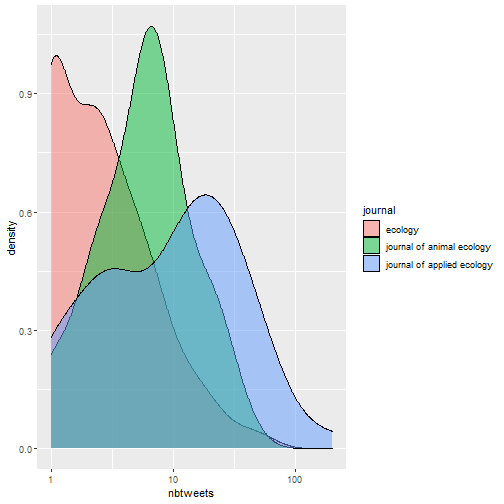 0.9
0.6
0.3
0.0
density
1
10
100
nbtweets
journal
ecology
journal of animal ecology
journal of applied ecology